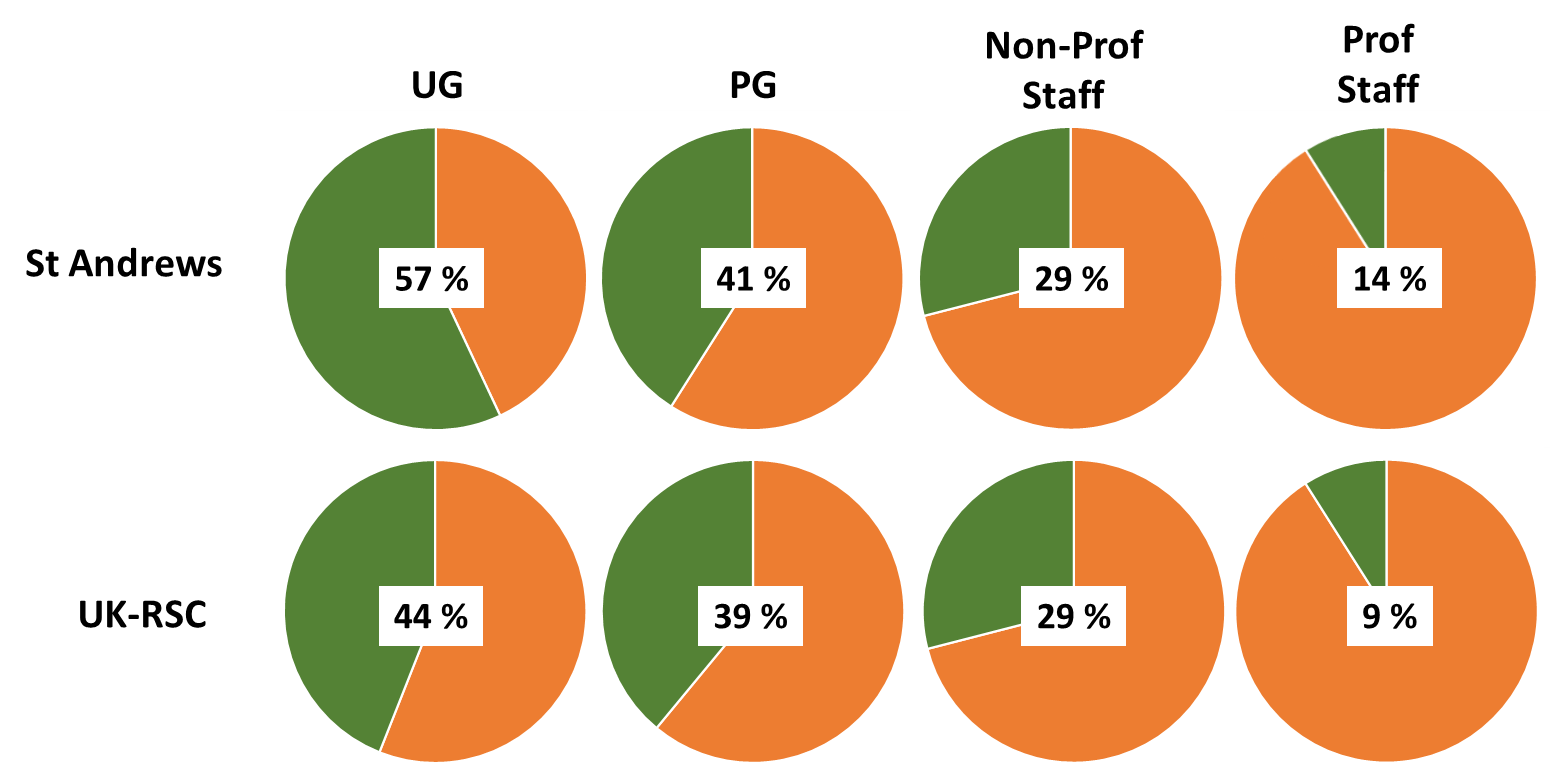 UG
PG
Non-Prof
Staff
Prof
Staff
St Andrews
57 %
41 %
29 %
14 %
UK-RSC
44 %
39 %
29 %
9 %